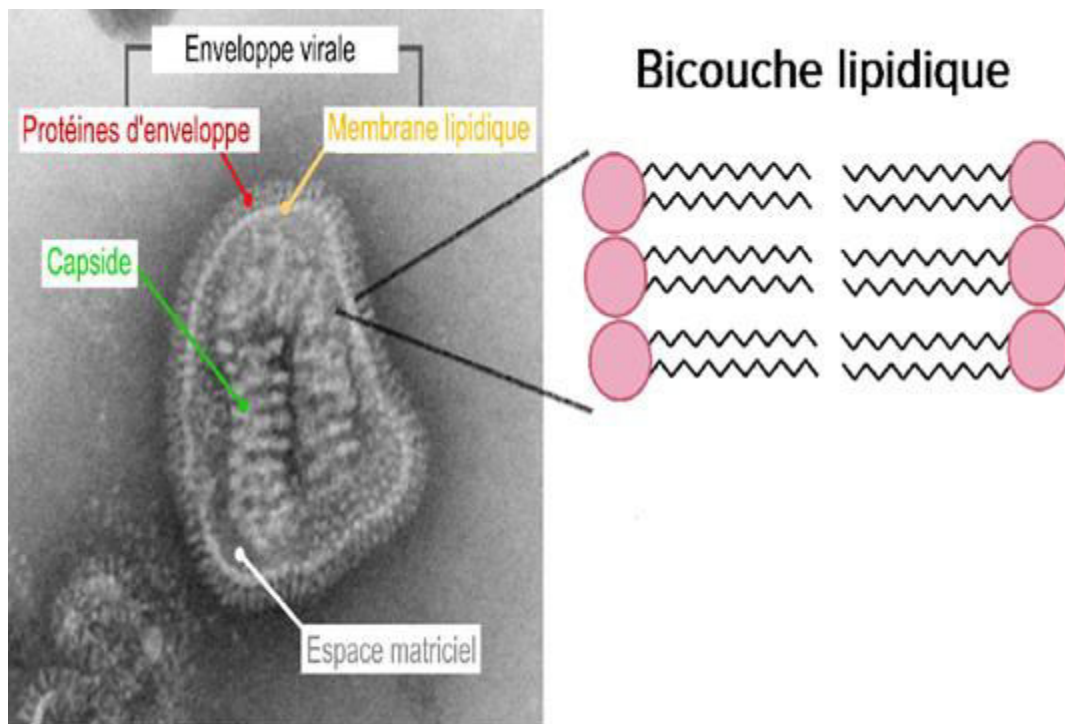 Enveloppe virale
Protéines d'enveloppe
Membrane lipidique
Capside
Espace matriciel
Bicouche lipidique